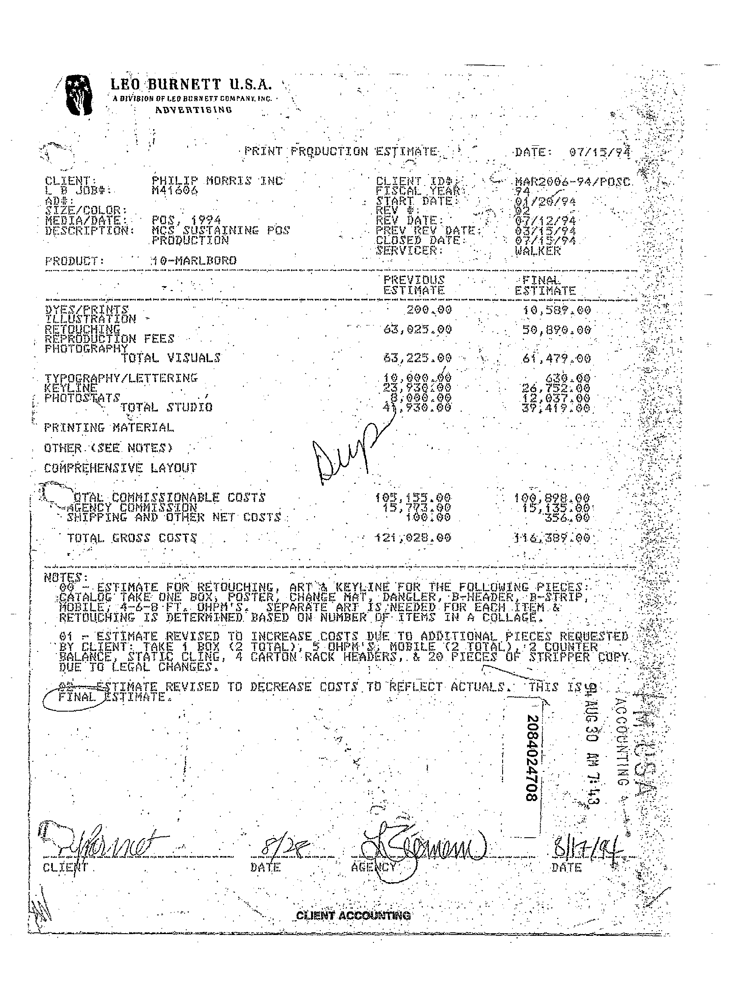 LEO BURNETT U.S.A.
A DIVISION OF LEO BURNETT COMPANY, INC.
ADVERTISING
PRINT PRODUCTION ESTIMATE DATE: 07/15/94
CLIENT: PHILIP MORRIS INC CLIENT ID#: MAR2006-94/POSC
L B JOB#: M41606 FISCAL YEAR: 94
AD#: START DATE: 01/20/94
SIZE/COLOR: REV #: 02
MEDIA/DATE: POS, 1994 REV DATE: 07/12/94
DESCRIPTION: MCS SUSTAINING POS PREV REV DATE: 03/15/94
PRODUCTION CLOSED DATE: 07/15/94
SERVICER: WALKER
PRODUCT: 10-MARLBORO
PREVIOUS FINAL
ESTIMATE ESTIMATE
DYES/PRINTS 200.00 10,589.00
ILLUSTRATION
RETOUCHING 63,025.00 50,890.00
REPRODUCTION FEES
PHOTOGRAPHY
TOTAL VISUALS 63,225.00 61,479.00
TYPOGRAPHY/LETTERING 10,000.00 630.00
KEYLINE 23,930.00 26,752.00
PHOTOSTATS 8,000.00 12,037.00
TOTAL STUDIO 41,930.00 39,419.00
PRINTING MATERIAL
OTHER (SEE NOTES)
COMPREHENSIVE LAYOUT
Dup
OTAL COMMISSIONABLE COSTS 105,155.00 100,898.00
AGENCY COMMISSION 15,773.00 15,135.00
SHIPPING AND OTHER NET COSTS 100.00 356.00
TOTAL GROSS COSTS 121,028.00 116,389.00
NOTES:
00 - ESTIMATE FOR RETOUCHING, ART & KEYLINE FOR THE FOLLOWING PIECES:
CATALOG TAKE ONE BOX, POSTER, CHANGE MAT, DANGLER, B-HEADER, B-STRIP,
MOBILE, 4-6-8 FT. OHPM'S. SEPARATE ART IS NEEDED FOR EACH ITEM &
RETOUCHING IS DETERMINED BASED ON NUMBER OF ITEMS IN A COLLAGE.
01 - ESTIMATE REVISED TO INCREASE COSTS DUE TO ADDITIONAL PIECES REQUESTED
BY CLIENT: TAKE 1 BOX (2 TOTAL), 5 OHPM'S, MOBILE (2 TOTAL), 2 COUNTER
BALANCE, STATIC CLING, 4 CARTON RACK HEADERS, & 20 PIECES OF STRIPPER COPY
DUE TO LEGAL CHANGES.
02 - ESTIMATE REVISED TO DECREASE COSTS TO REFLECT ACTUALS. THIS IS
FINAL ESTIMATE.
2084024708
94 AUG 30 AM 7:43
ACCOUNTING
PM USA
8/28 8/17/94
CLIENT DATE AGENCY DATE
CLIENT ACCOUNTING